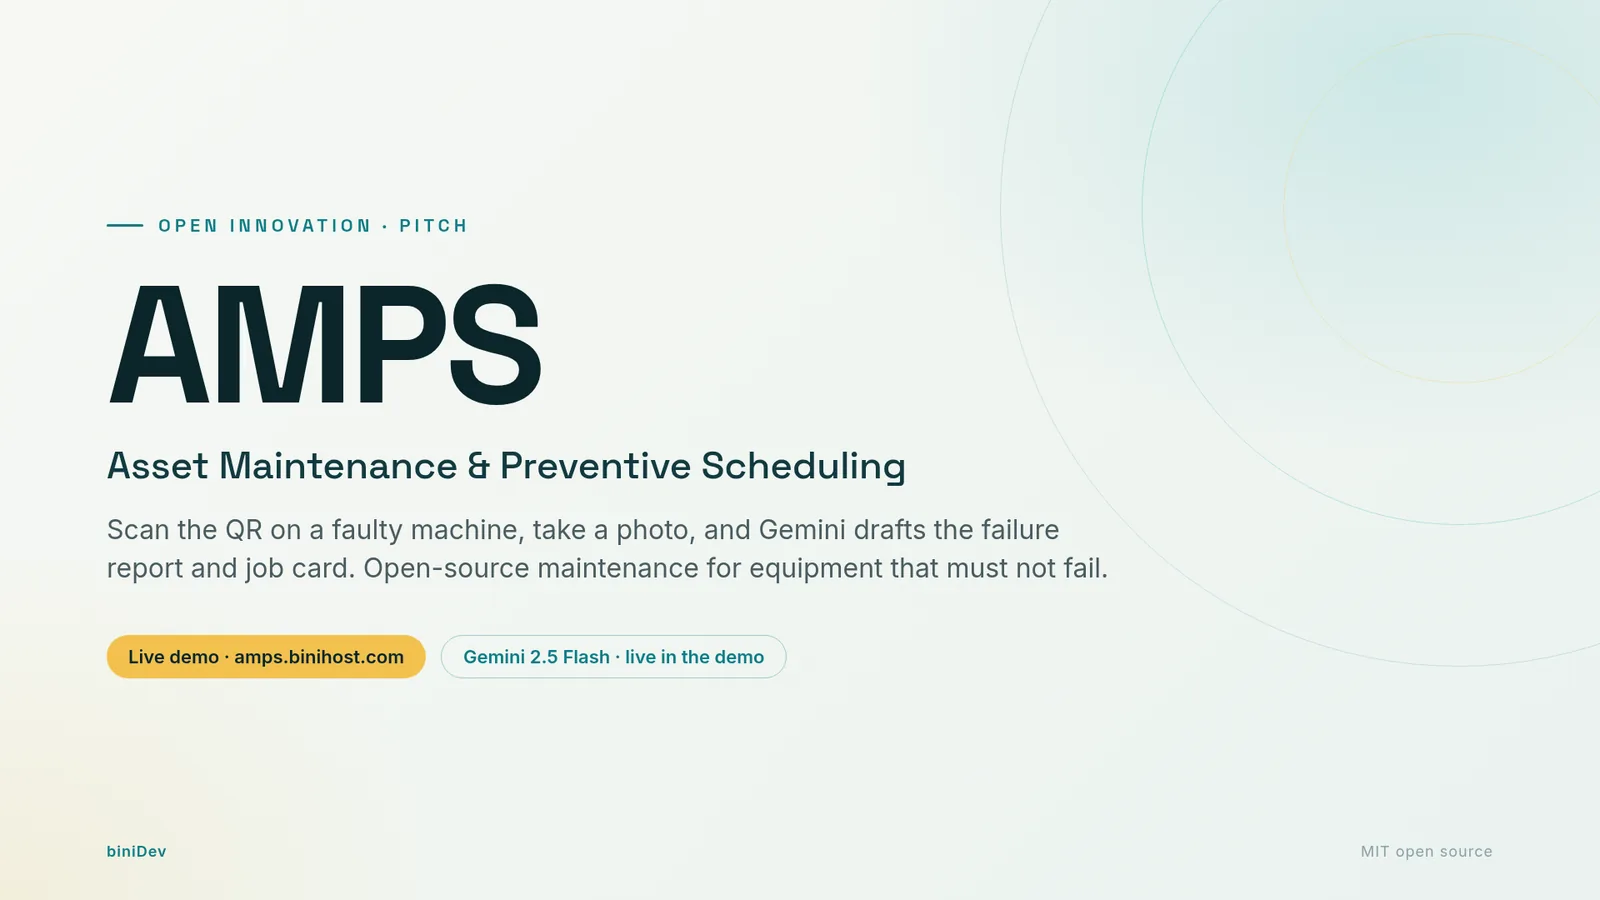 OPEN INNOVATION · PITCH
AMPS
Asset Maintenance & Preventive Scheduling
Scan the QR on a faulty machine, take a photo, and Gemini drafts the failure
report and job card. Open-source maintenance for equipment that must not fail.
Live demo · amps.binihost.com
Gemini 2.5 Flash · live in the demo
biniDev
MIT open source